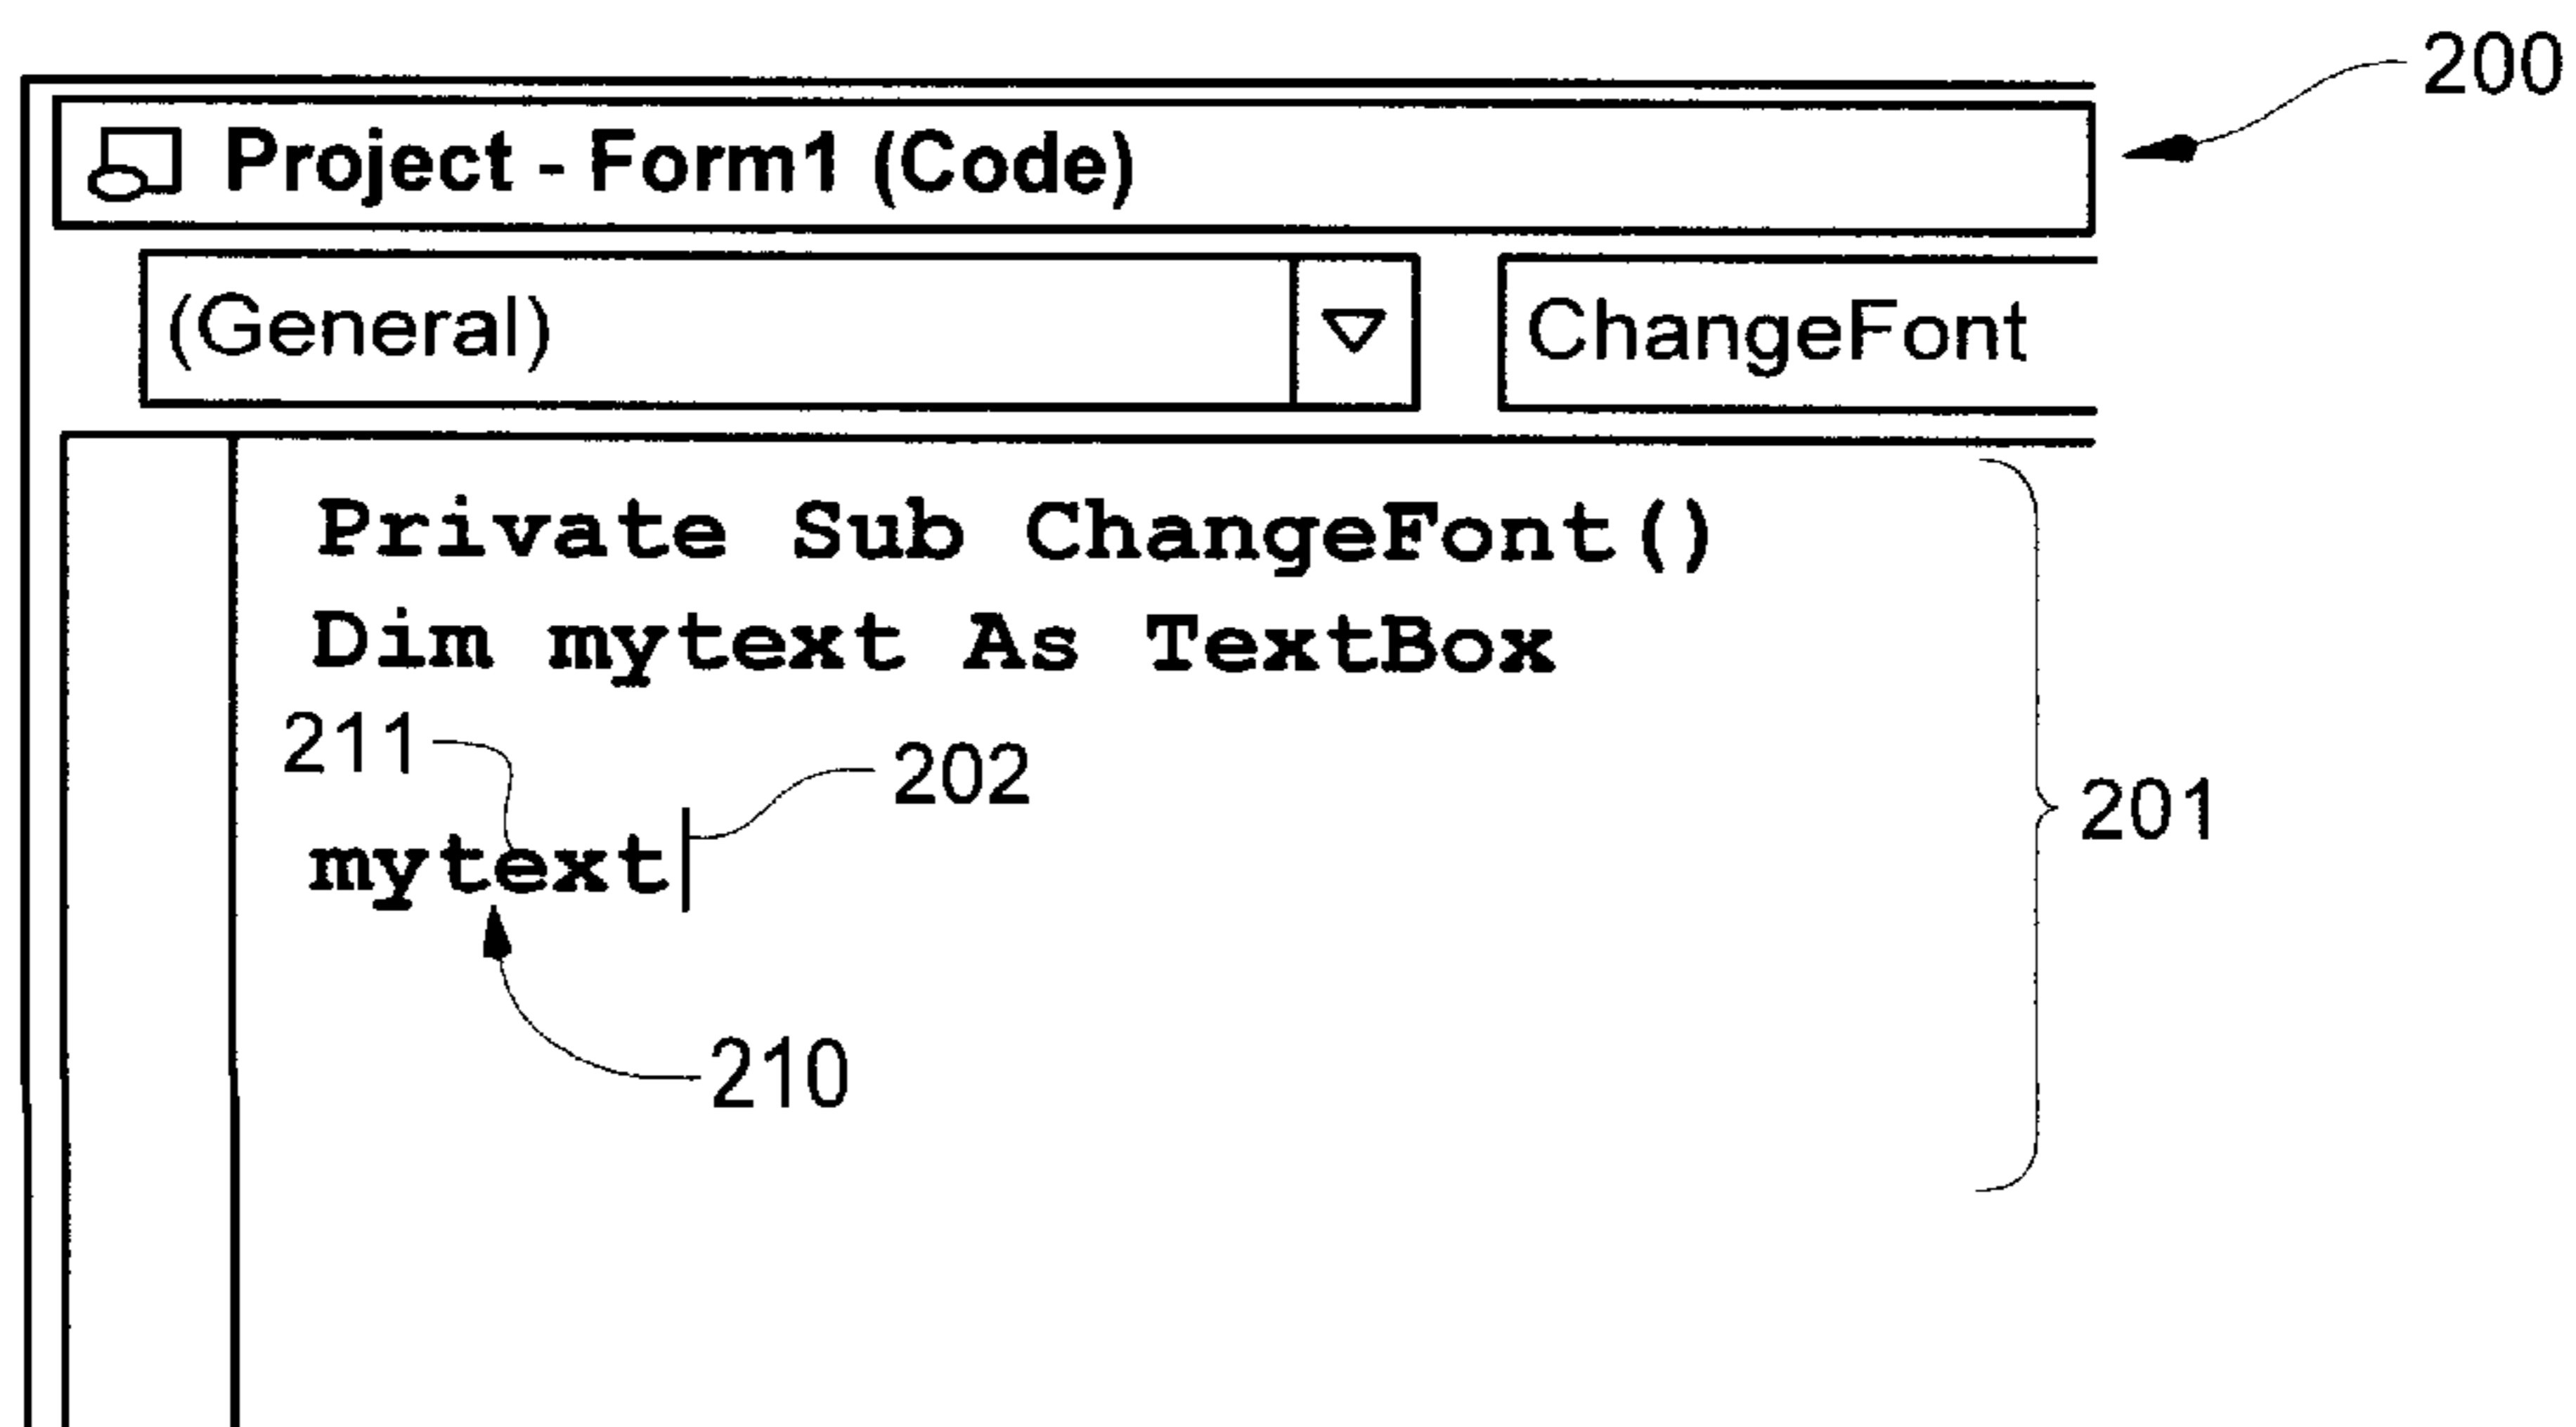 200
Project - Form1 (Code)
(General) ChangeFont
Private Sub ChangeFont()
Dim mytext As TextBox
211 202
201
mytext
210